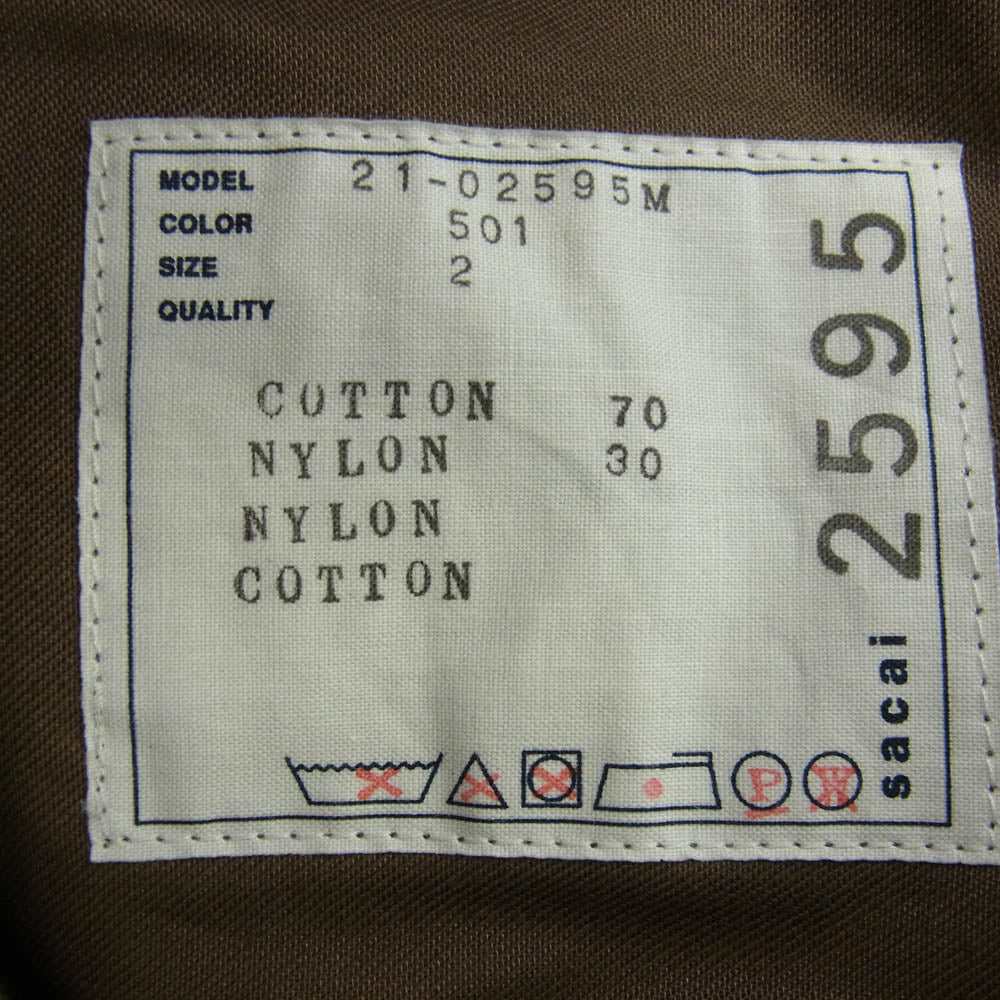 MODEL 21-02595M
COLOR 501
SIZE 2
QUALITY
COTTON 70
NYLON 30
NYLON
COTTON
P
W
sacai 2595